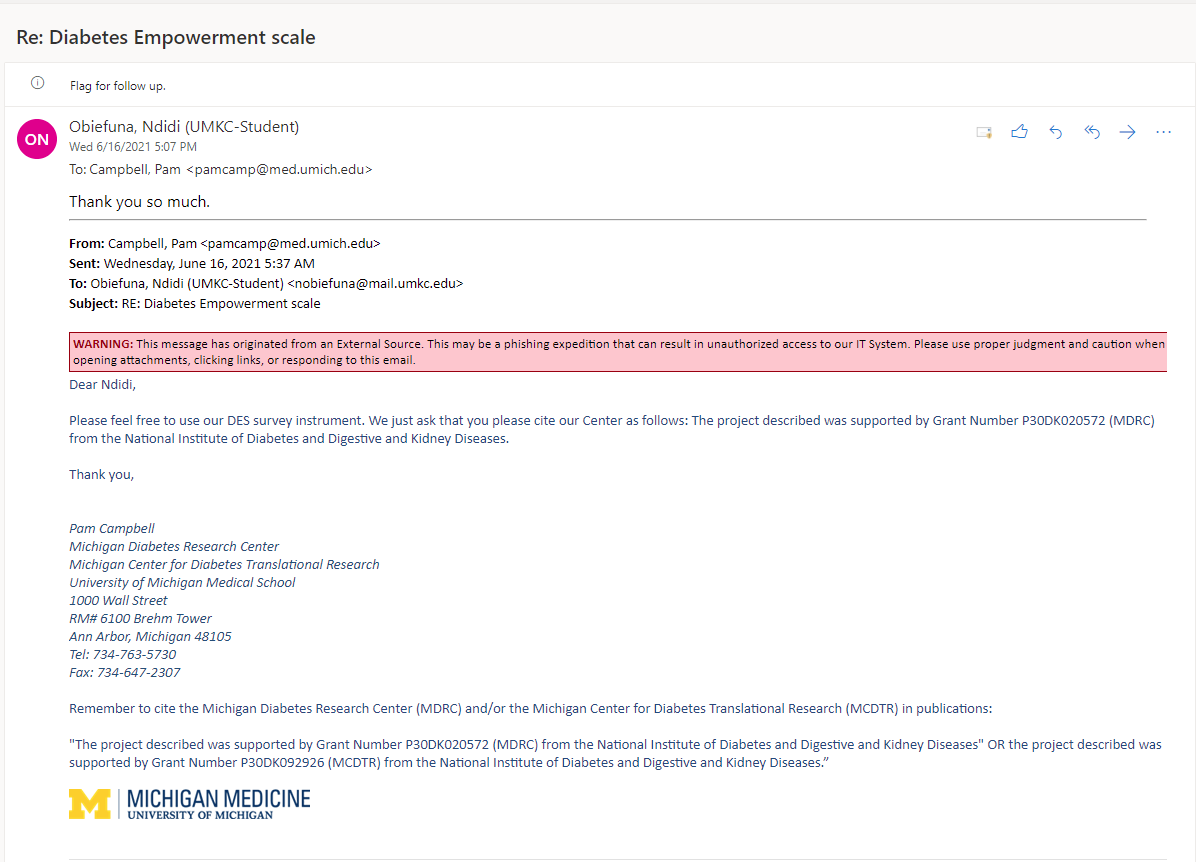 Re: Diabetes Empowerment scale
Flag for follow up.
ON
Obiefuna, Ndidi (UMKC-Student)
Wed 6/16/2021 5:07 PM
To: Campbell, Pam <pamcamp@med.umich.edu>
Thank you so much.
From: Campbell, Pam <pamcamp@med.umich.edu>
Sent: Wednesday, June 16, 2021 5:37 AM
To: Obiefuna, Ndidi (UMKC-Student) <nobiefuna@mail.umkc.edu>
Subject: RE: Diabetes Empowerment scale
WARNING: This message has originated from an External Source. This may be a phishing expedition that can result in unauthorized access to our IT System. Please use proper judgment and caution when
opening attachments, clicking links, or responding to this email.
Dear Ndidi,
Please feel free to use our DES survey instrument. We just ask that you please cite our Center as follows: The project described was supported by Grant Number P30DK020572 (MDRC)
from the National Institute of Diabetes and Digestive and Kidney Diseases.
Thank you,
Pam Campbell
Michigan Diabetes Research Center
Michigan Center for Diabetes Translational Research
University of Michigan Medical School
1000 Wall Street
RM# 6100 Brehm Tower
Ann Arbor, Michigan 48105
Tel: 734-763-5730
Fax: 734-647-2307
Remember to cite the Michigan Diabetes Research Center (MDRC) and/or the Michigan Center for Diabetes Translational Research (MCDTR) in publications:
"The project described was supported by Grant Number P30DK020572 (MDRC) from the National Institute of Diabetes and Digestive and Kidney Diseases" OR the project described was
supported by Grant Number P30DK092926 (MCDTR) from the National Institute of Diabetes and Digestive and Kidney Diseases.”
M MICHIGAN MEDICINE
UNIVERSITY OF MICHIGAN